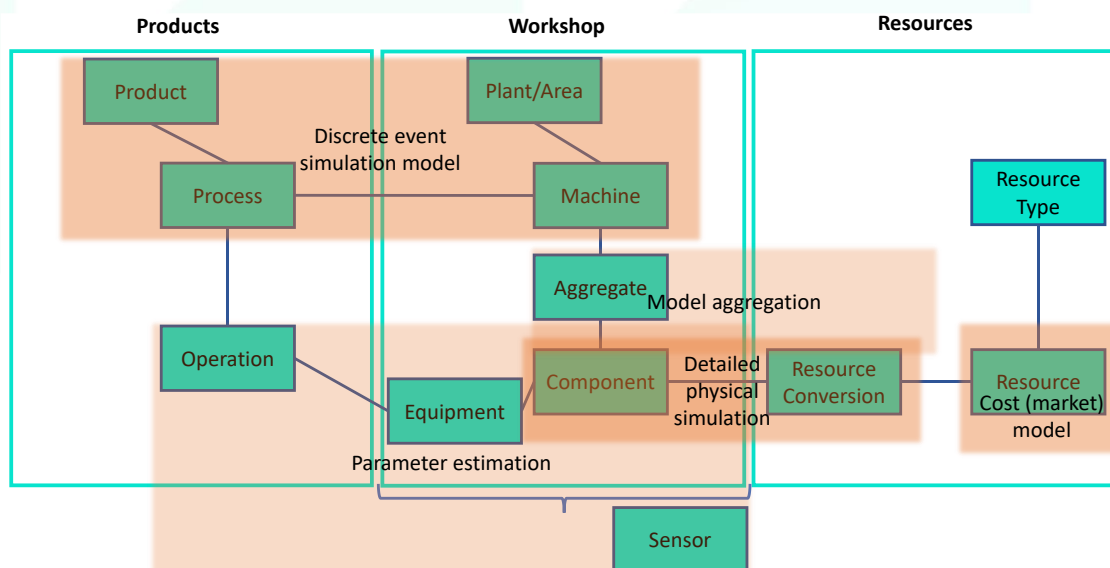 Products
Workshop
Resources
Product
Plant/Area
Discrete event
simulation model
Process
Machine
Resource
Type
Aggregate
Model aggregation
Operation
Component
Detailed
physical
simulation
Resource
Conversion
Resource
Cost (market)
model
Equipment
Parameter estimation
Sensor